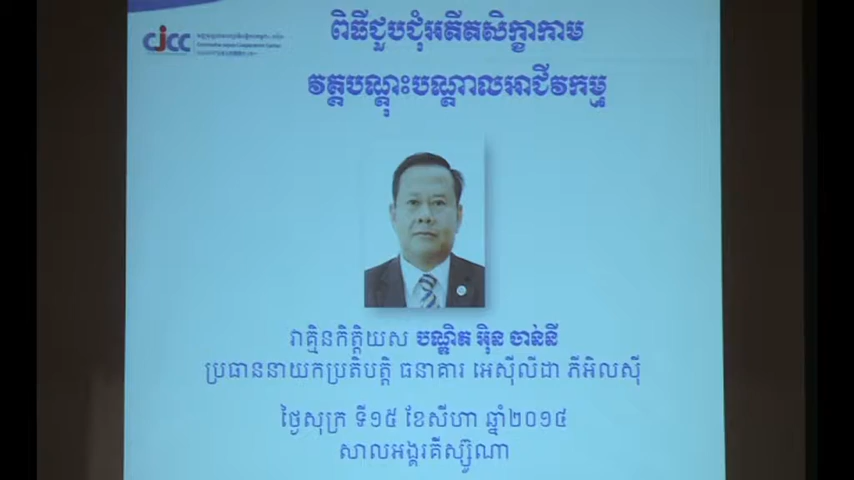 CJCC
ពិធីជួបជុំអតីតសិក្ខាកាម
វគ្គបណ្តុះបណ្តាលអាជីវកម្ម
Cambodia-Japan Cooperation Center
វាគ្មិនកិត្តិយស បណ្ឌិត អ៊ិន ចាន់នី
ប្រធាននាយកប្រតិបត្តិ ធនាគារ អេស៊ីលីដា ភីអិលស៊ី
ថ្ងៃសុក្រ ទី១៥ ខែសីហា ឆ្នាំ២០១៤
សាលអង្គរគីស្ស៊ូណា